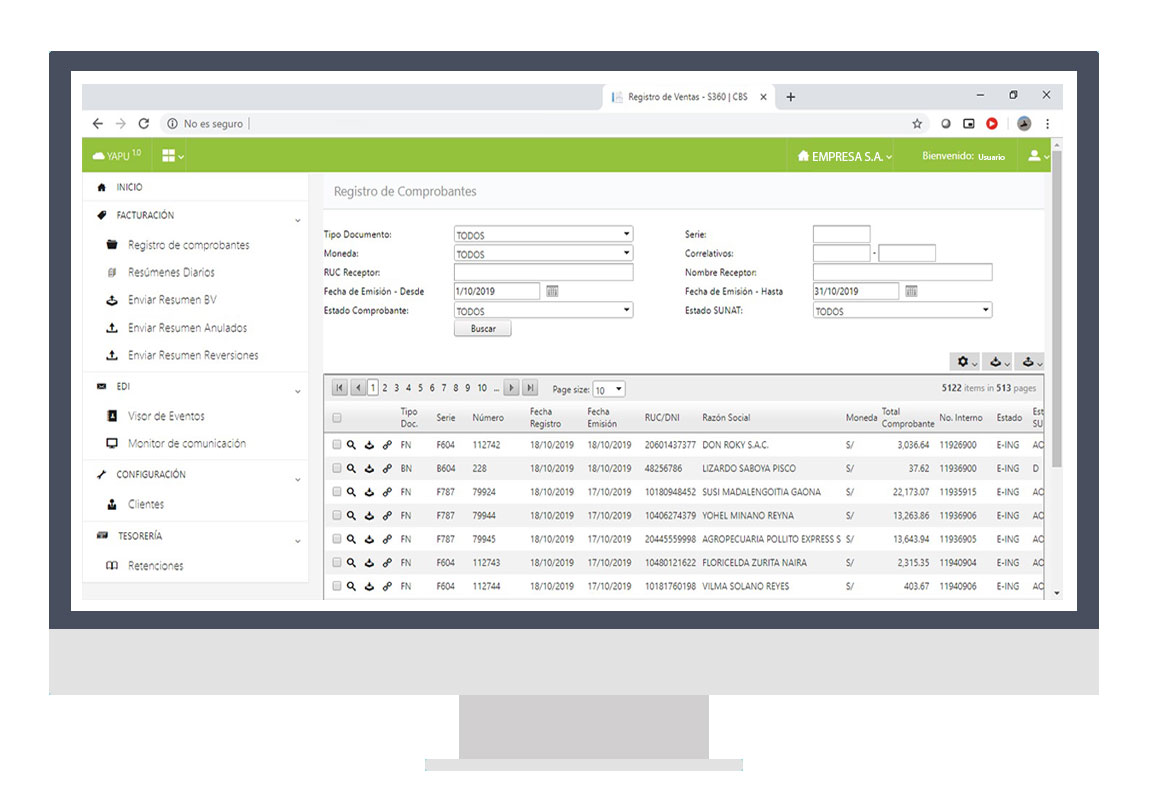 Registro de Ventas - S360 | CBS
No es seguro
YAPU 1.0
EMPRESA S.A.
Bienvenido: Usuario
INICIO
FACTURACIÓN
Registro de comprobantes
Resúmenes Diarios
Enviar Resumen BV
Enviar Resumen Anulados
Enviar Resumen Reversiones
EDI
Visor de Eventos
Monitor de comunicación
CONFIGURACIÓN
Clientes
TESORERÍA
Retenciones
Registro de Comprobantes
Tipo Documento: TODOS Serie:
Moneda: TODOS Correlativos: -
RUC Receptor: Nombre Receptor:
Fecha de Emisión - Desde 1/10/2019 Fecha de Emisión - Hasta 31/10/2019
Estado Comprobante: TODOS Estado SUNAT: TODOS
Buscar
1 2 3 4 5 6 7 8 9 10 ... Page size: 10 5122 items in 513 pages
Tipo Doc. Serie Número Fecha Registro Fecha Emisión RUC/DNI Razón Social Moneda Total Comprobante No. Interno Estado Est SU
FN F604 112742 18/10/2019 18/10/2019 20601437377 DON ROKY S.A.C. S/ 3,036.64 11926900 E-ING AC
BN B604 228 18/10/2019 18/10/2019 48256786 LIZARDO SABOYA PISCO S/ 37.62 11936900 E-ING D
FN F787 79924 18/10/2019 17/10/2019 10180948452 SUSI MADALENGOITIA GAONA S/ 22,173.07 11935915 E-ING AC
FN F787 79944 18/10/2019 17/10/2019 10406274379 YOHEL MINANO REYNA S/ 13,263.86 11936906 E-ING AC
FN F787 79945 18/10/2019 17/10/2019 20445559998 AGROPECUARIA POLLITO EXPRESS S S/ 13,643.94 11936905 E-ING AC
FN F604 112743 18/10/2019 17/10/2019 10480121622 FLORICELDA ZURITA NAIRA S/ 2,315.35 11940904 E-ING AC
FN F604 112744 18/10/2019 17/10/2019 10181760198 VILMA SOLANO REYES S/ 403.67 11940906 E-ING AC